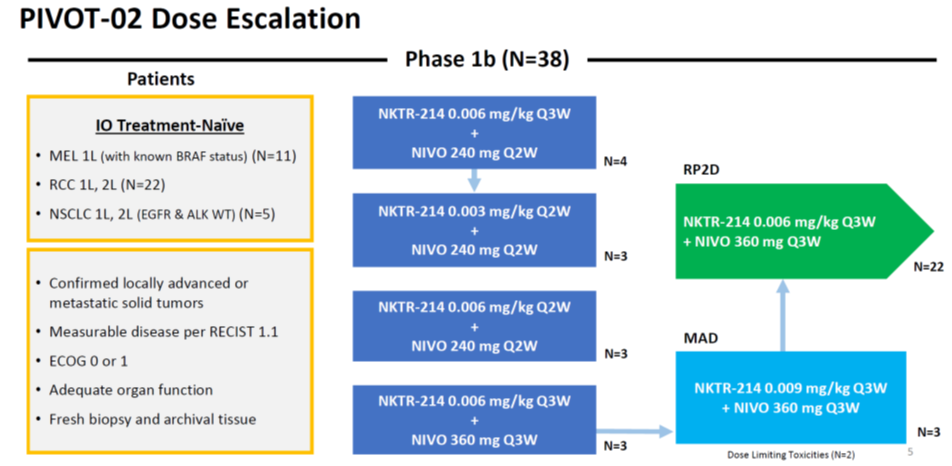 PIVOT-02 Dose Escalation
Phase 1b (N=38)
Patients
IO Treatment-Naïve
• MEL 1L (with known BRAF status) (N=11)
• RCC 1L, 2L (N=22)
• NSCLC 1L, 2L (EGFR & ALK WT) (N=5)
• Confirmed locally advanced or
metastatic solid tumors
• Measurable disease per RECIST 1.1
• ECOG 0 or 1
• Adequate organ function
• Fresh biopsy and archival tissue
NKTR-214 0.006 mg/kg Q3W
+
NIVO 240 mg Q2W
N=4
NKTR-214 0.003 mg/kg Q2W
+
NIVO 240 mg Q2W
N=3
NKTR-214 0.006 mg/kg Q2W
+
NIVO 240 mg Q2W
N=3
NKTR-214 0.006 mg/kg Q3W
+
NIVO 360 mg Q3W
N=3
RP2D
NKTR-214 0.006 mg/kg Q3W
+ NIVO 360 mg Q3W
N=22
MAD
NKTR-214 0.009 mg/kg Q3W
+ NIVO 360 mg Q3W
N=3
Dose Limiting Toxicities (N=2)
5